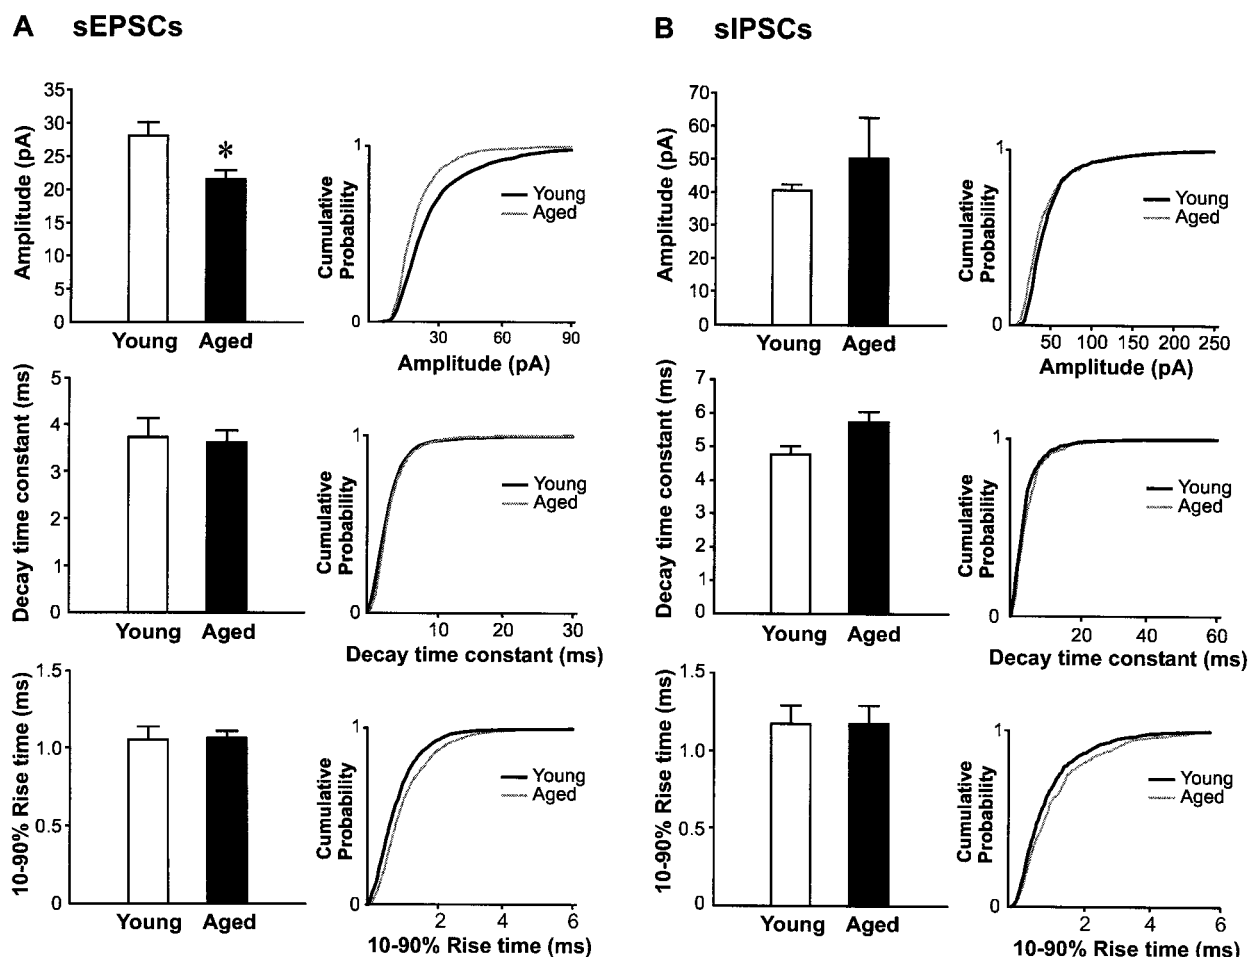 A sEPSCs
Amplitude (pA)
35
30
25
20
15
10
5
0
*
Young Aged
Cumulative
Probability
1
0
Young
Aged
30 60 90
Amplitude (pA)
Decay time constant (ms)
5
4
3
2
1
0
Young Aged
Cumulative
Probability
1
0
Young
Aged
10 20 30
Decay time constant (ms)
10-90% Rise time (ms)
1.5
1.0
0.5
0
Young Aged
Cumulative
Probability
1
0
Young
Aged
2 4 6
10-90% Rise time (ms)
B sIPSCs
Amplitude (pA)
70
60
50
40
30
20
10
0
Young Aged
Cumulative
Probability
1
0
Young
Aged
50 100 150 200 250
Amplitude (pA)
Decay time constant (ms)
7
6
5
4
3
2
1
0
Young Aged
Cumulative
Probability
1
0
Young
Aged
20 40 60
Decay time constant (ms)
10-90% Rise time (ms)
1.5
1.0
0.5
0
Young Aged
Cumulative
Probability
1
0
Young
Aged
2 4 6
10-90% Rise time (ms)